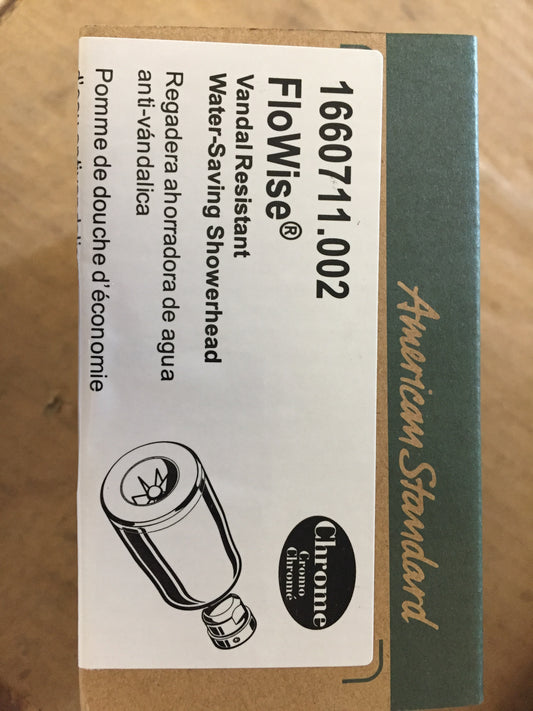 American Standard
1660711.002
FloWise®
Vandal Resistant
Water-Saving Showerhead
Regadera ahorradora de agua
anti-vándalica
Pomme de douche d'économie
Chrome
Cromo
Chromé